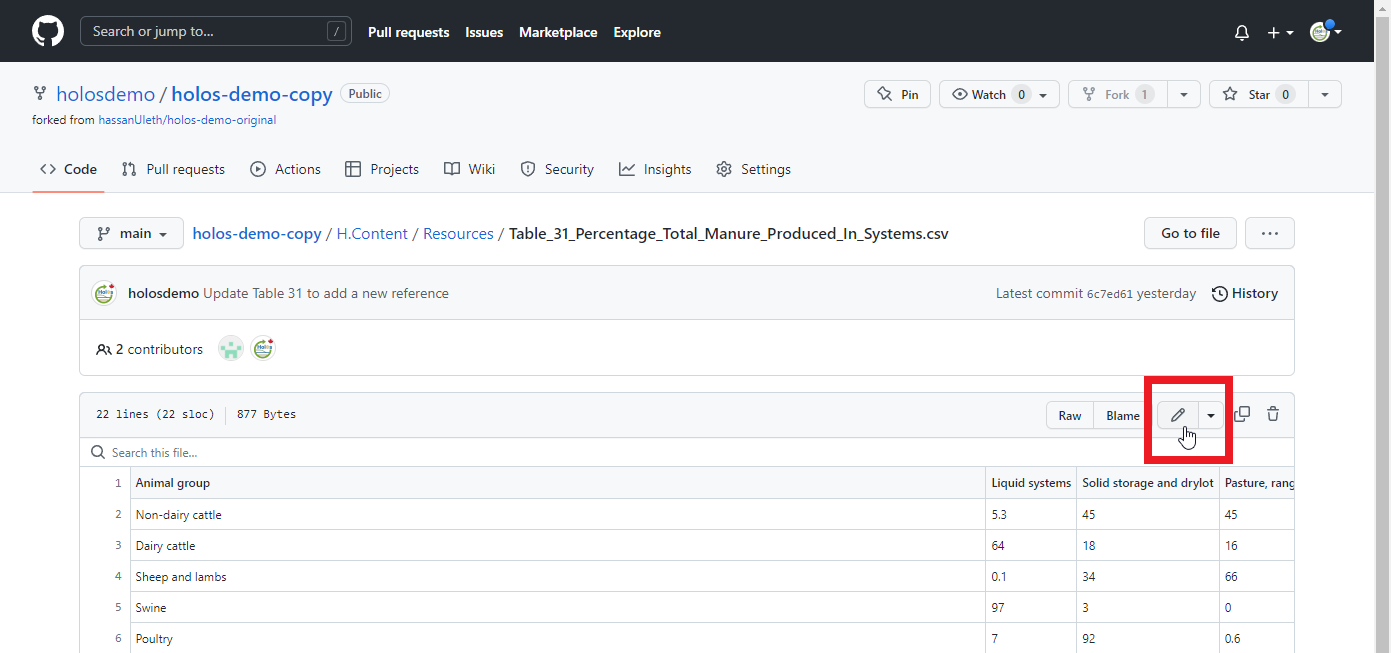 Search or jump to... / Pull requests Issues Marketplace Explore
holosdemo / holos-demo-copy Public Pin Watch 0 Fork 1 Star 0
forked from hassanUleth/holos-demo-original
Code Pull requests Actions Projects Wiki Security Insights Settings
main holos-demo-copy / H.Content / Resources / Table_31_Percentage_Total_Manure_Produced_In_Systems.csv Go to file ...
holosdemo Update Table 31 to add a new reference Latest commit 6c7ed61 yesterday History
2 contributors
22 lines (22 sloc) 877 Bytes Raw Blame
Search this file...
1 Animal group Liquid systems Solid storage and drylot Pasture, rang
2 Non-dairy cattle 5.3 45 45
3 Dairy cattle 64 18 16
4 Sheep and lambs 0.1 34 66
5 Swine 97 3 0
6 Poultry 7 92 0.6